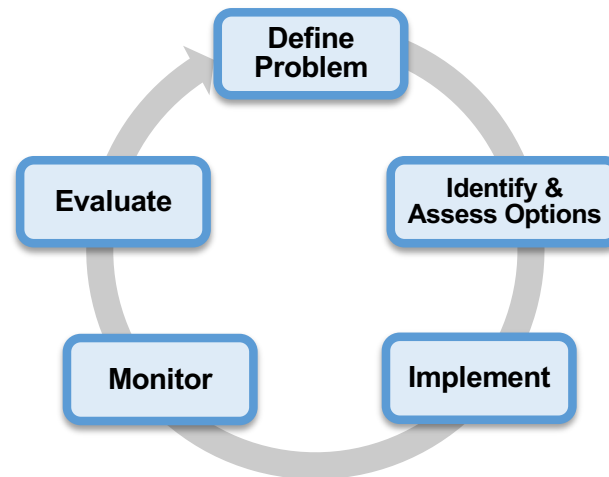 Define
Problem
Identify &
Assess Options
Implement
Monitor
Evaluate